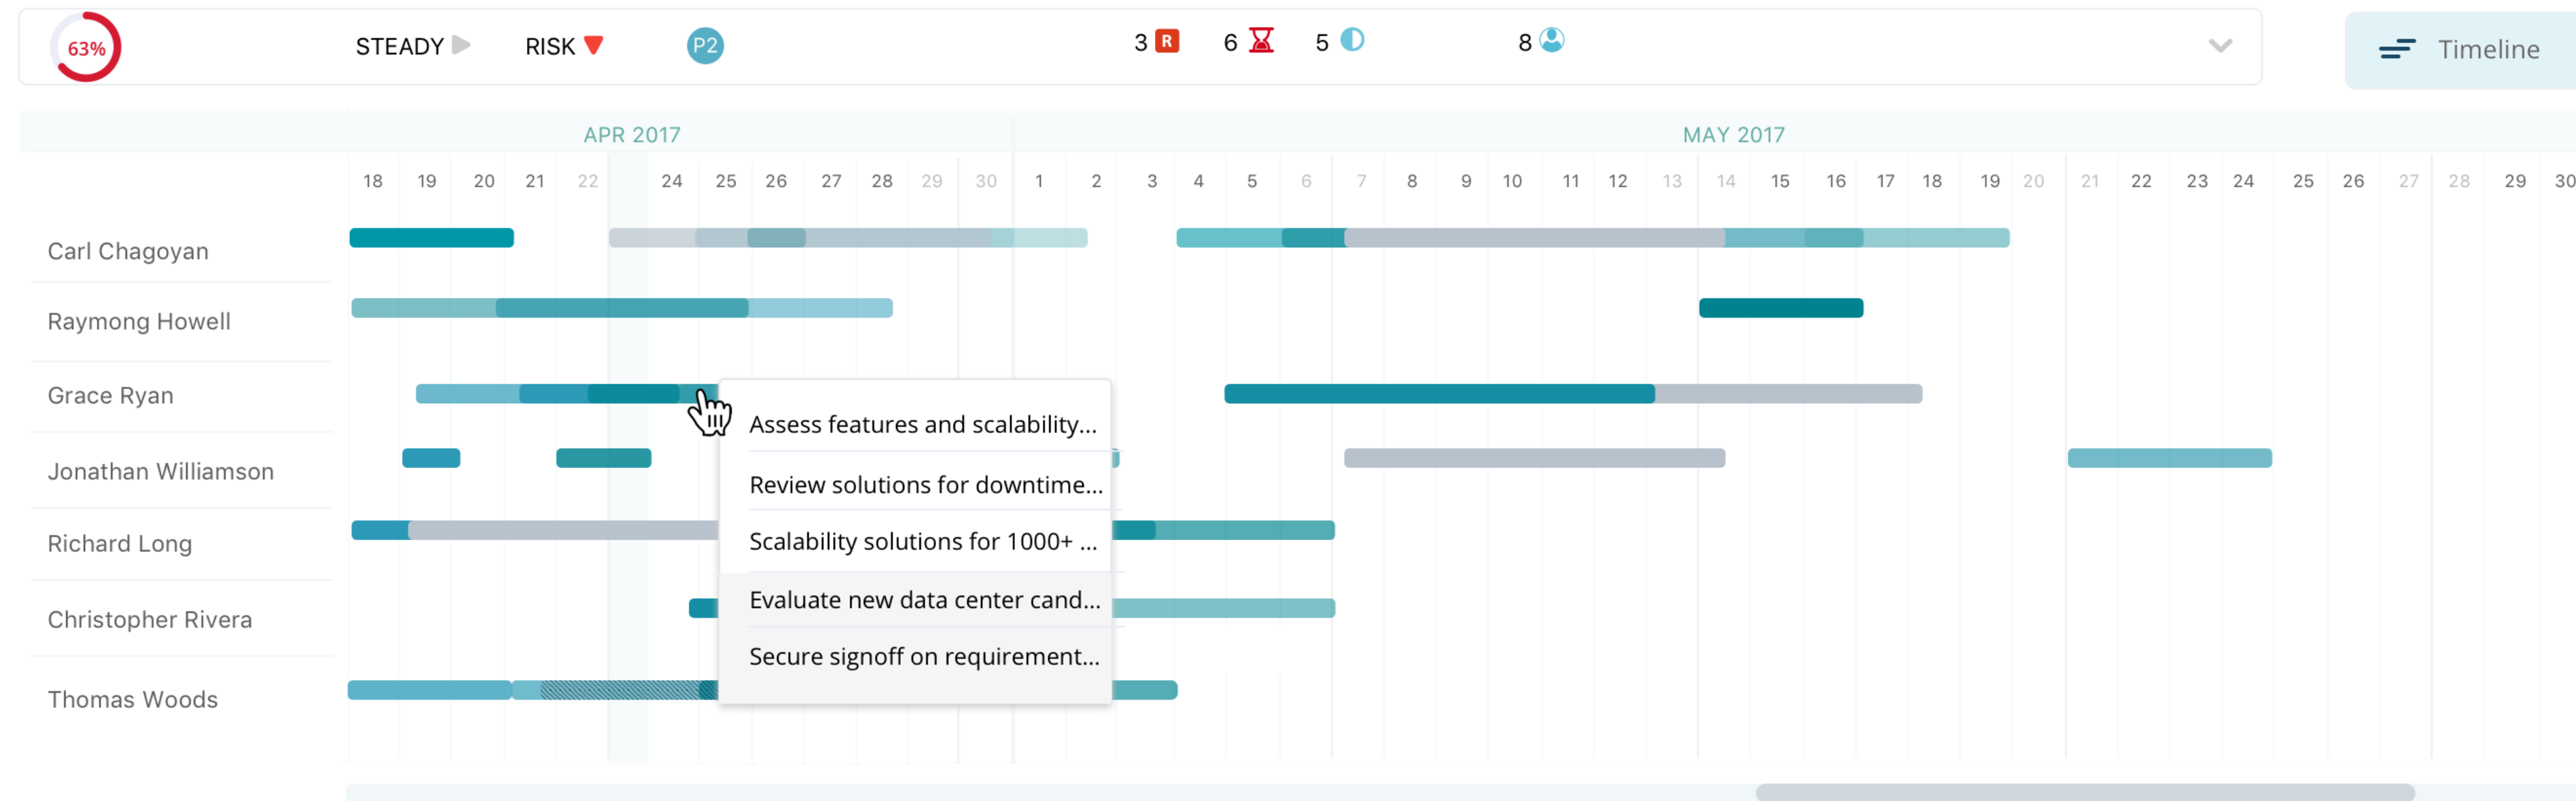 63% STEADY RISK P2 3 R 6 5 8 Timeline
APR 2017 MAY 2017
18 19 20 21 22 24 25 26 27 28 29 30 1 2 3 4 5 6 7 8 9 10 11 12 13 14 15 16 17 18 19 20 21 22 23 24 25 26 27 28 29 30
Carl Chagoyan
Raymong Howell
Grace Ryan
Jonathan Williamson
Richard Long
Christopher Rivera
Thomas Woods
Assess features and scalability...
Review solutions for downtime...
Scalability solutions for 1000+ ...
Evaluate new data center cand...
Secure signoff on requirement...